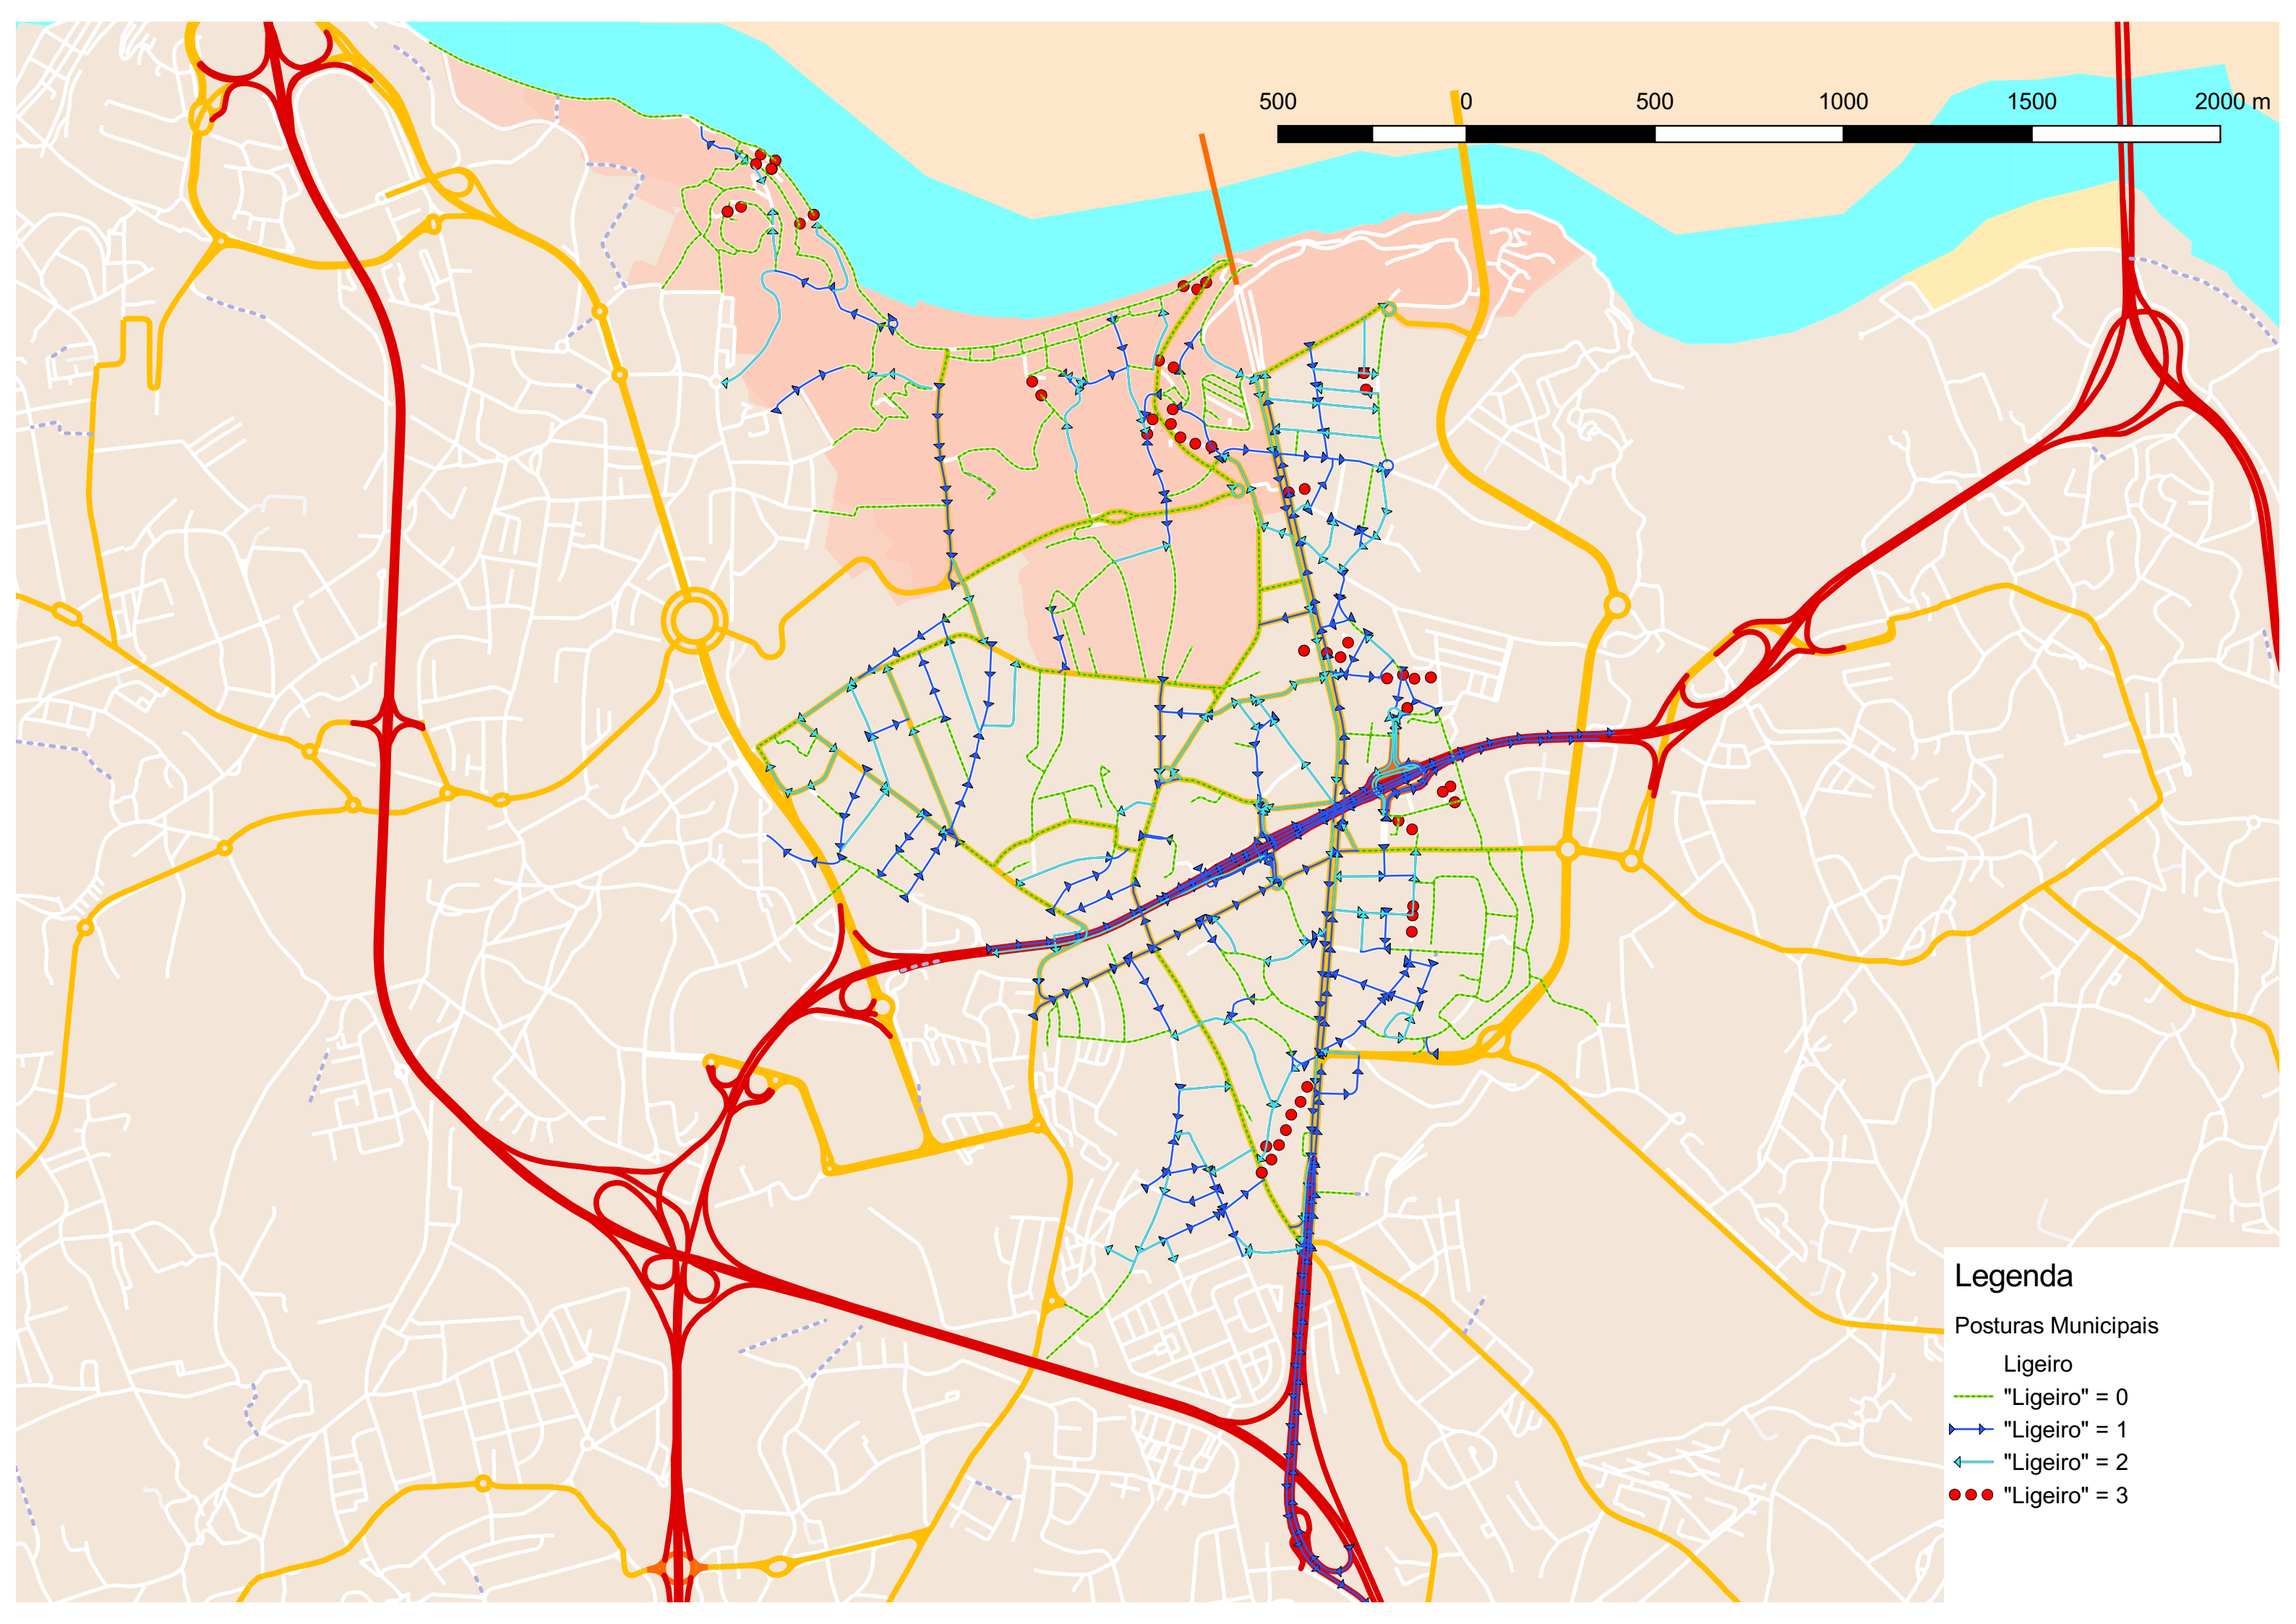 500 0 500 1000 1500 2000 m
Legenda
Posturas Municipais
Ligeiro
"Ligeiro" = 0
"Ligeiro" = 1
"Ligeiro" = 2
"Ligeiro" = 3